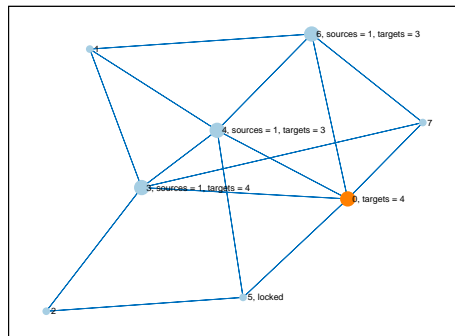 6, sources = 1, targets = 3
1
7
4, sources = 1, targets = 3
3, sources = 1, targets = 4
0, targets = 4
5, locked
2